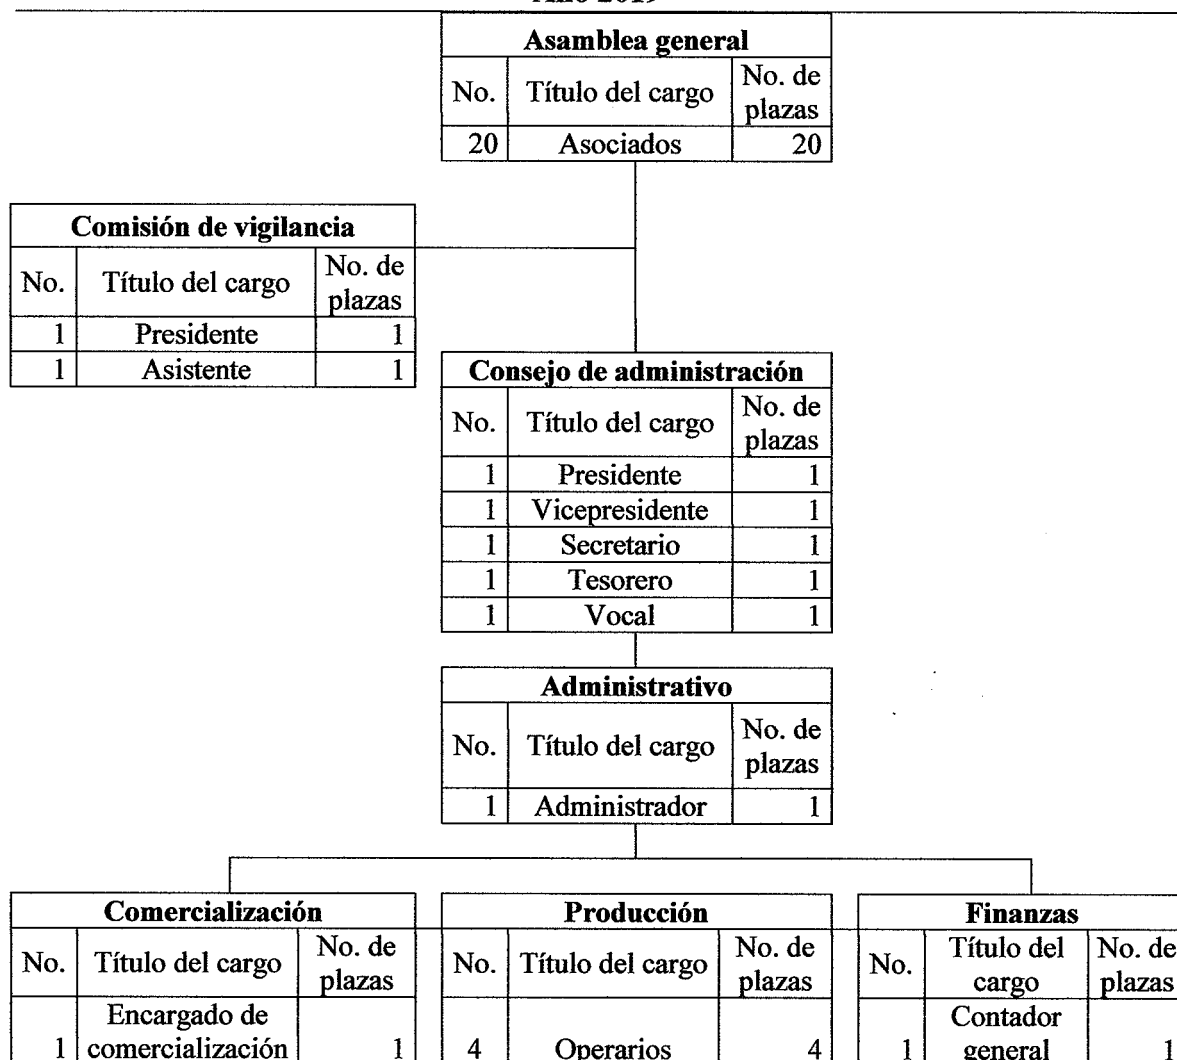 Año 2019
Asamblea general
No. Título del cargo No. de plazas
20 Asociados 20
Comisión de vigilancia
No. Título del cargo No. de plazas
1 Presidente 1
1 Asistente 1
Consejo de administración
No. Título del cargo No. de plazas
1 Presidente 1
1 Vicepresidente 1
1 Secretario 1
1 Tesorero 1
1 Vocal 1
Administrativo
No. Título del cargo No. de plazas
1 Administrador 1
Comercialización
No. Título del cargo No. de plazas
1 Encargado de comercialización 1
Producción
No. Título del cargo No. de plazas
4 Operarios 4
Finanzas
No. Título del cargo No. de plazas
1 Contador general 1